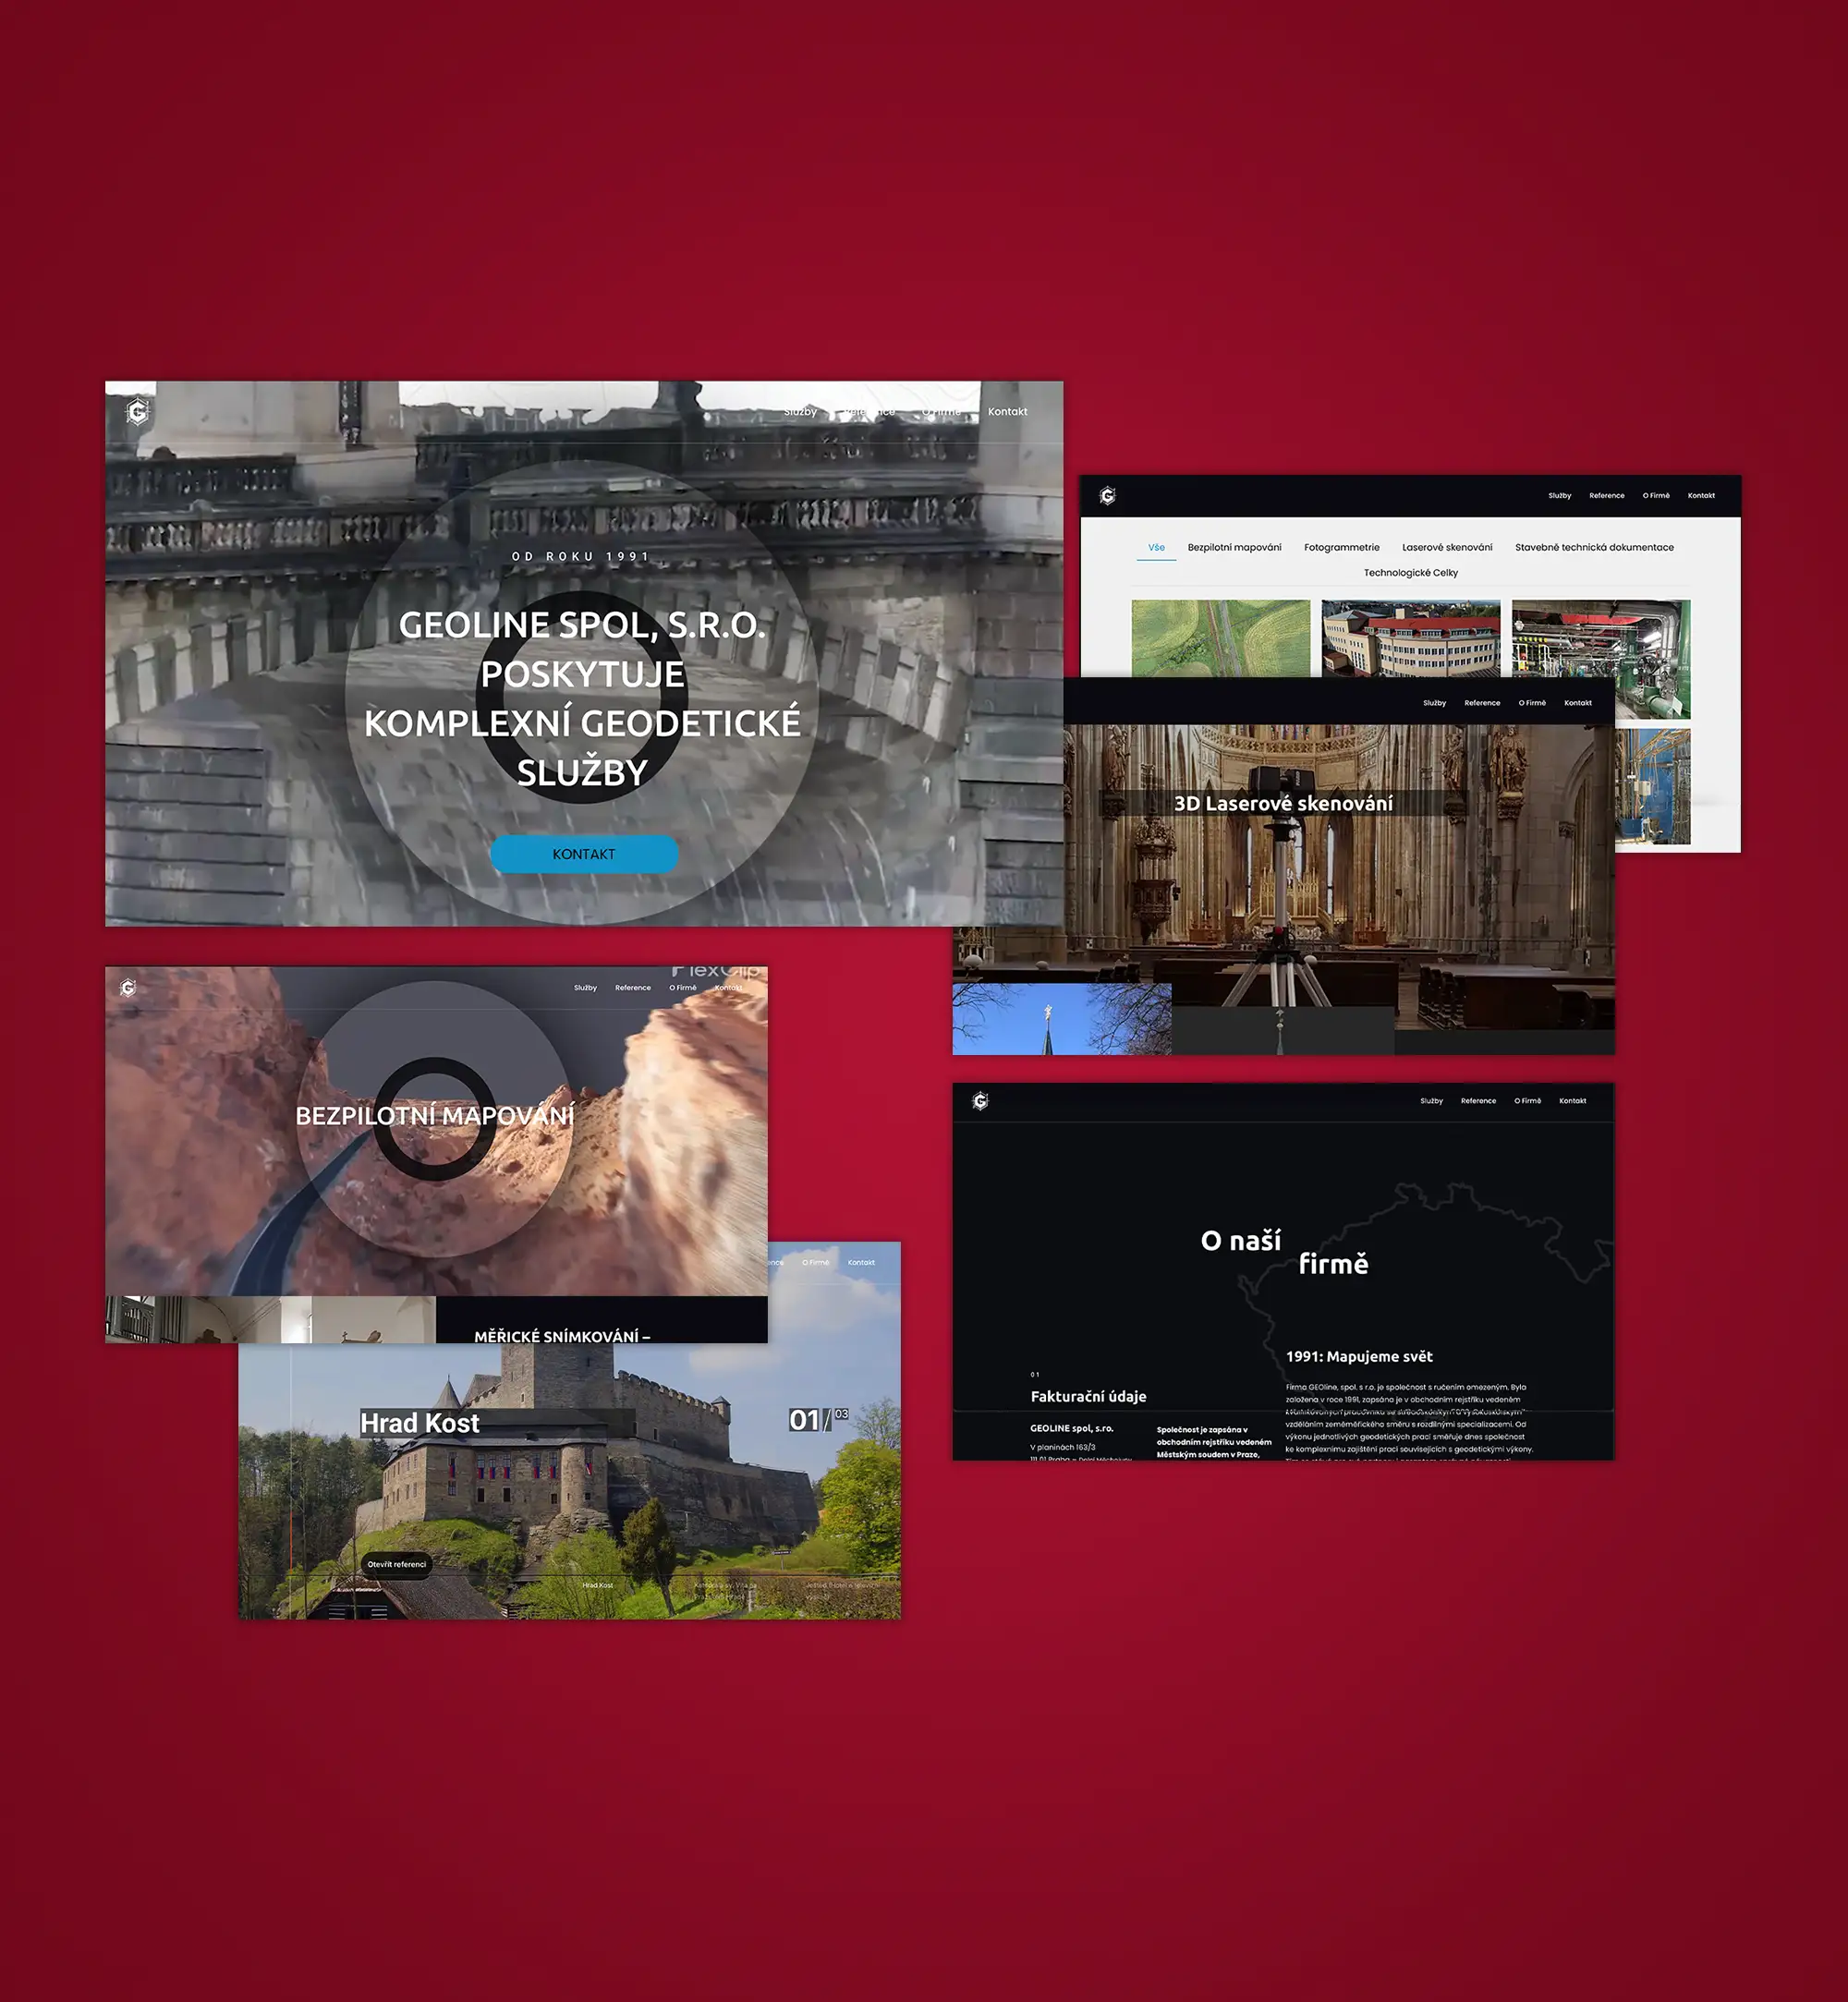 Služby Reference O Firmě Kontakt
OD ROKU 1991
GEOLINE SPOL, S.R.O.
POSKYTUJE
KOMPLEXNÍ GEODETICKÉ
SLUŽBY
KONTAKT
Služby Reference O Firmě Kontakt
Vše Bezpilotní mapování Fotogrammetrie Laserové skenování Stavebně technická dokumentace
Technologické Celky
Služby Reference O Firmě Kontakt
3D Laserové skenování
FlexClip
Služby Reference O Firmě Kontakt
BEZPILOTNÍ MAPOVÁNÍ
MĚŘICKÉ SNÍMKOVÁNÍ –
O Firmě Kontakt
Hrad Kost
01/03
Otevřít referenci
Hrad Kost
Služby Reference O Firmě Kontakt
O naší
firmě
01
Fakturační údaje
GEOLINE spol, s.r.o.
V planinách 163/3
Společnost je zapsána v
obchodním rejstříku vedeném
Městským soudem v Praze,
1991: Mapujeme svět
Firma GEOline, spol. s r.o. je společnost s ručením omezeným. Byla
založena v roce 1991, zapsána je v obchodním rejstříku vedeném
vzděláním zeměměřického směru s rozdílnými specializacemi. Od
výkonu jednotlivých geodetických prací směřuje dnes společnost
ke komplexnímu zajištění prací souvisejících s geodetickými výkony.